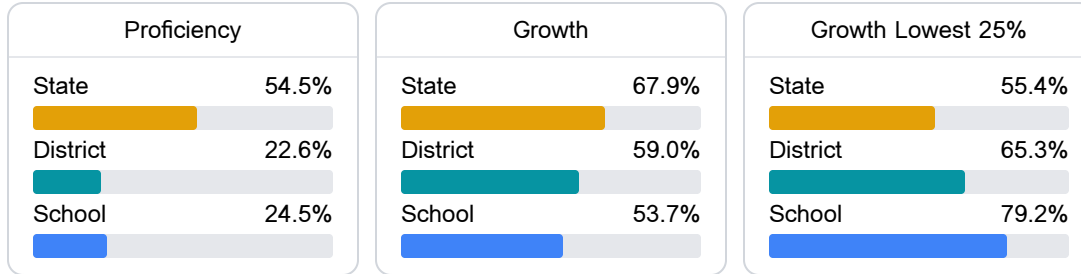 Proficiency
State 54.5%
District 22.6%
School 24.5%
Growth
State 67.9%
District 59.0%
School 53.7%
Growth Lowest 25%
State 55.4%
District 65.3%
School 79.2%